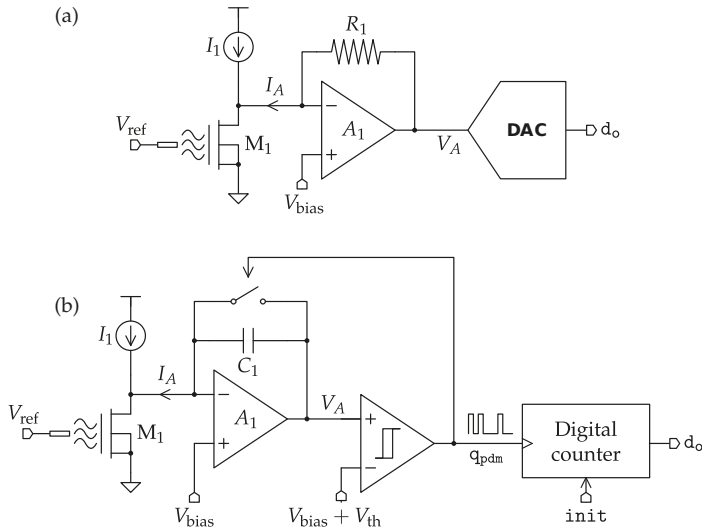 (a)
I1
R1
IA
Vref
M1
−
A1
+
VA
DAC
do
Vbias
(b)
I1
C1
IA
VA
Vref
M1
−
A1
+
+
−
qpdm
Digital
counter
do
Vbias
Vbias + Vth
init